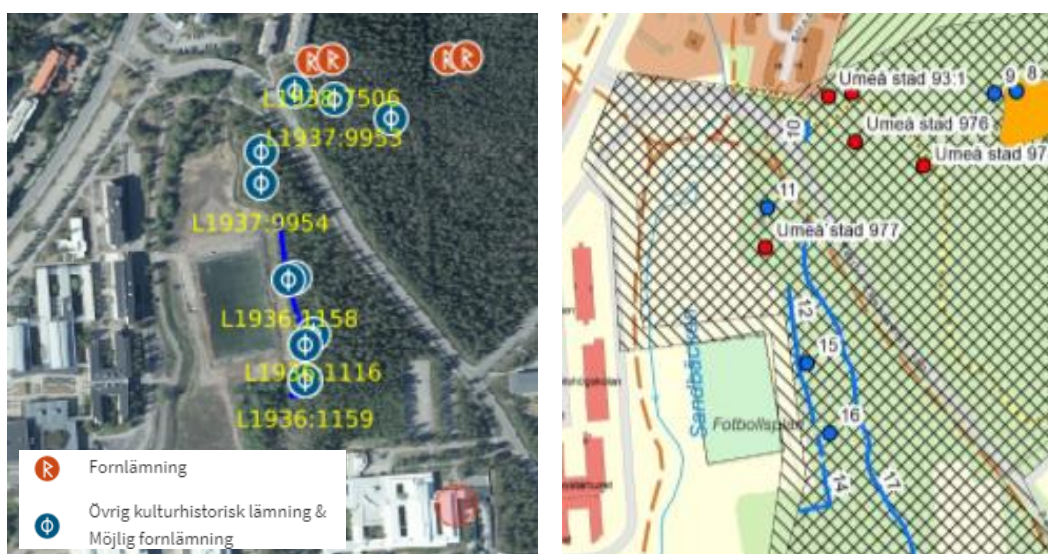 L1938:7506
L1937:9953
L1937:9954
L1936:1158
L1936:1116
L1936:1159
Fornlämning
Övrig kulturhistorisk lämning &
Möjlig fornlämning
Umeå stad 93:1
9
8
Umeå stad 976
10
Umeå stad 97
11
Umeå stad 977
12
15
Sandbäcken
Fotbollsplan
16
14
17